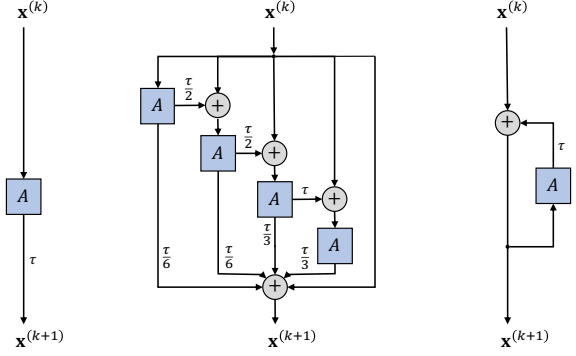 𝐱⁽ᵏ⁾ 𝐱⁽ᵏ⁾ 𝐱⁽ᵏ⁾
τ/2
A +
τ/2 +
A + τ
A A τ + A
τ/3
τ τ/6 τ/6 τ/3 A
+
𝐱⁽ᵏ⁺¹⁾ 𝐱⁽ᵏ⁺¹⁾ 𝐱⁽ᵏ⁺¹⁾